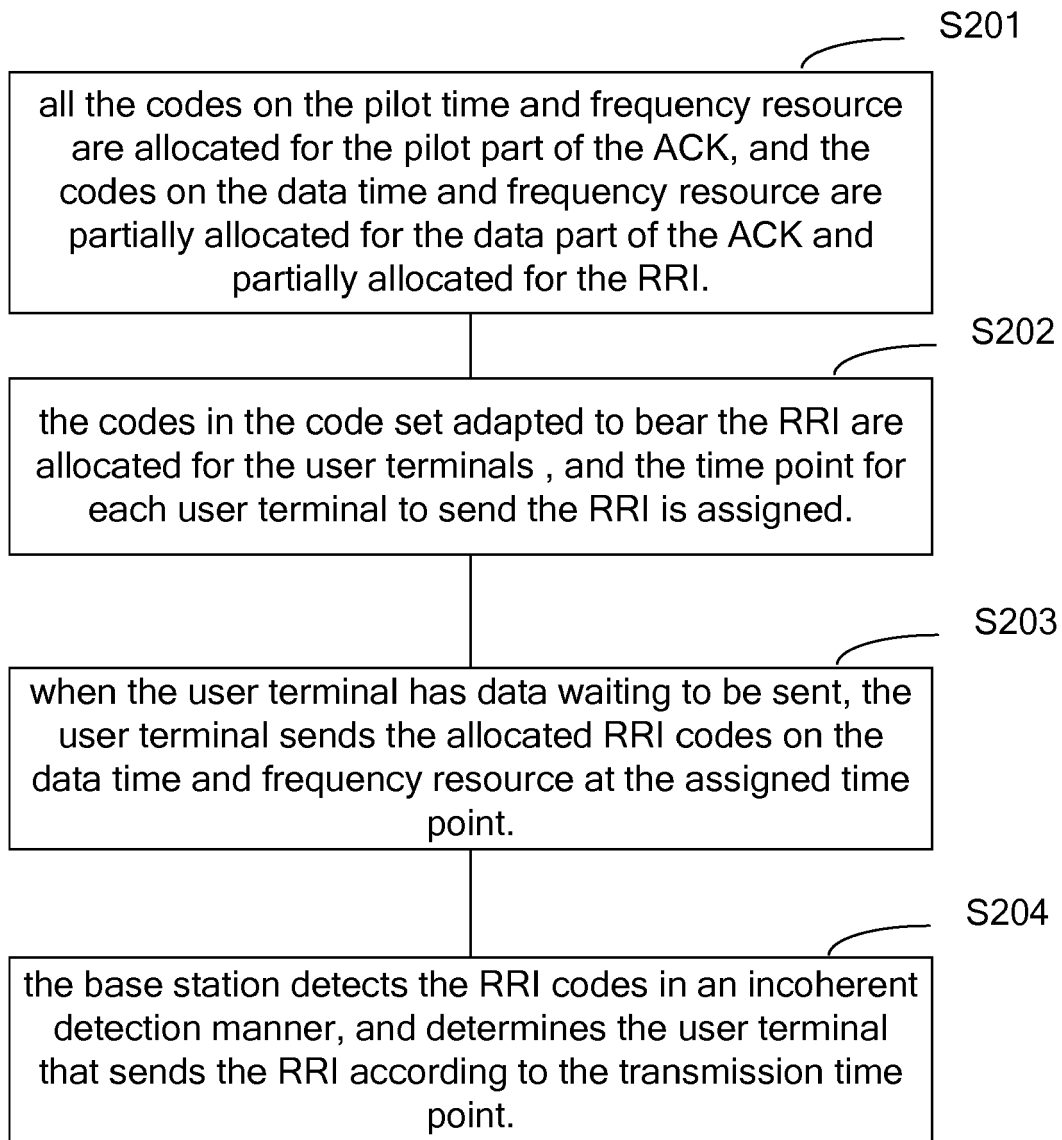 S201
all the codes on the pilot time and frequency resource
are allocated for the pilot part of the ACK, and the
codes on the data time and frequency resource are
partially allocated for the data part of the ACK and
partially allocated for the RRI.
S202
the codes in the code set adapted to bear the RRI are
allocated for the user terminals , and the time point for
each user terminal to send the RRI is assigned.
S203
when the user terminal has data waiting to be sent, the
user terminal sends the allocated RRI codes on the
data time and frequency resource at the assigned time
point.
S204
the base station detects the RRI codes in an incoherent
detection manner, and determines the user terminal
that sends the RRI according to the transmission time
point.